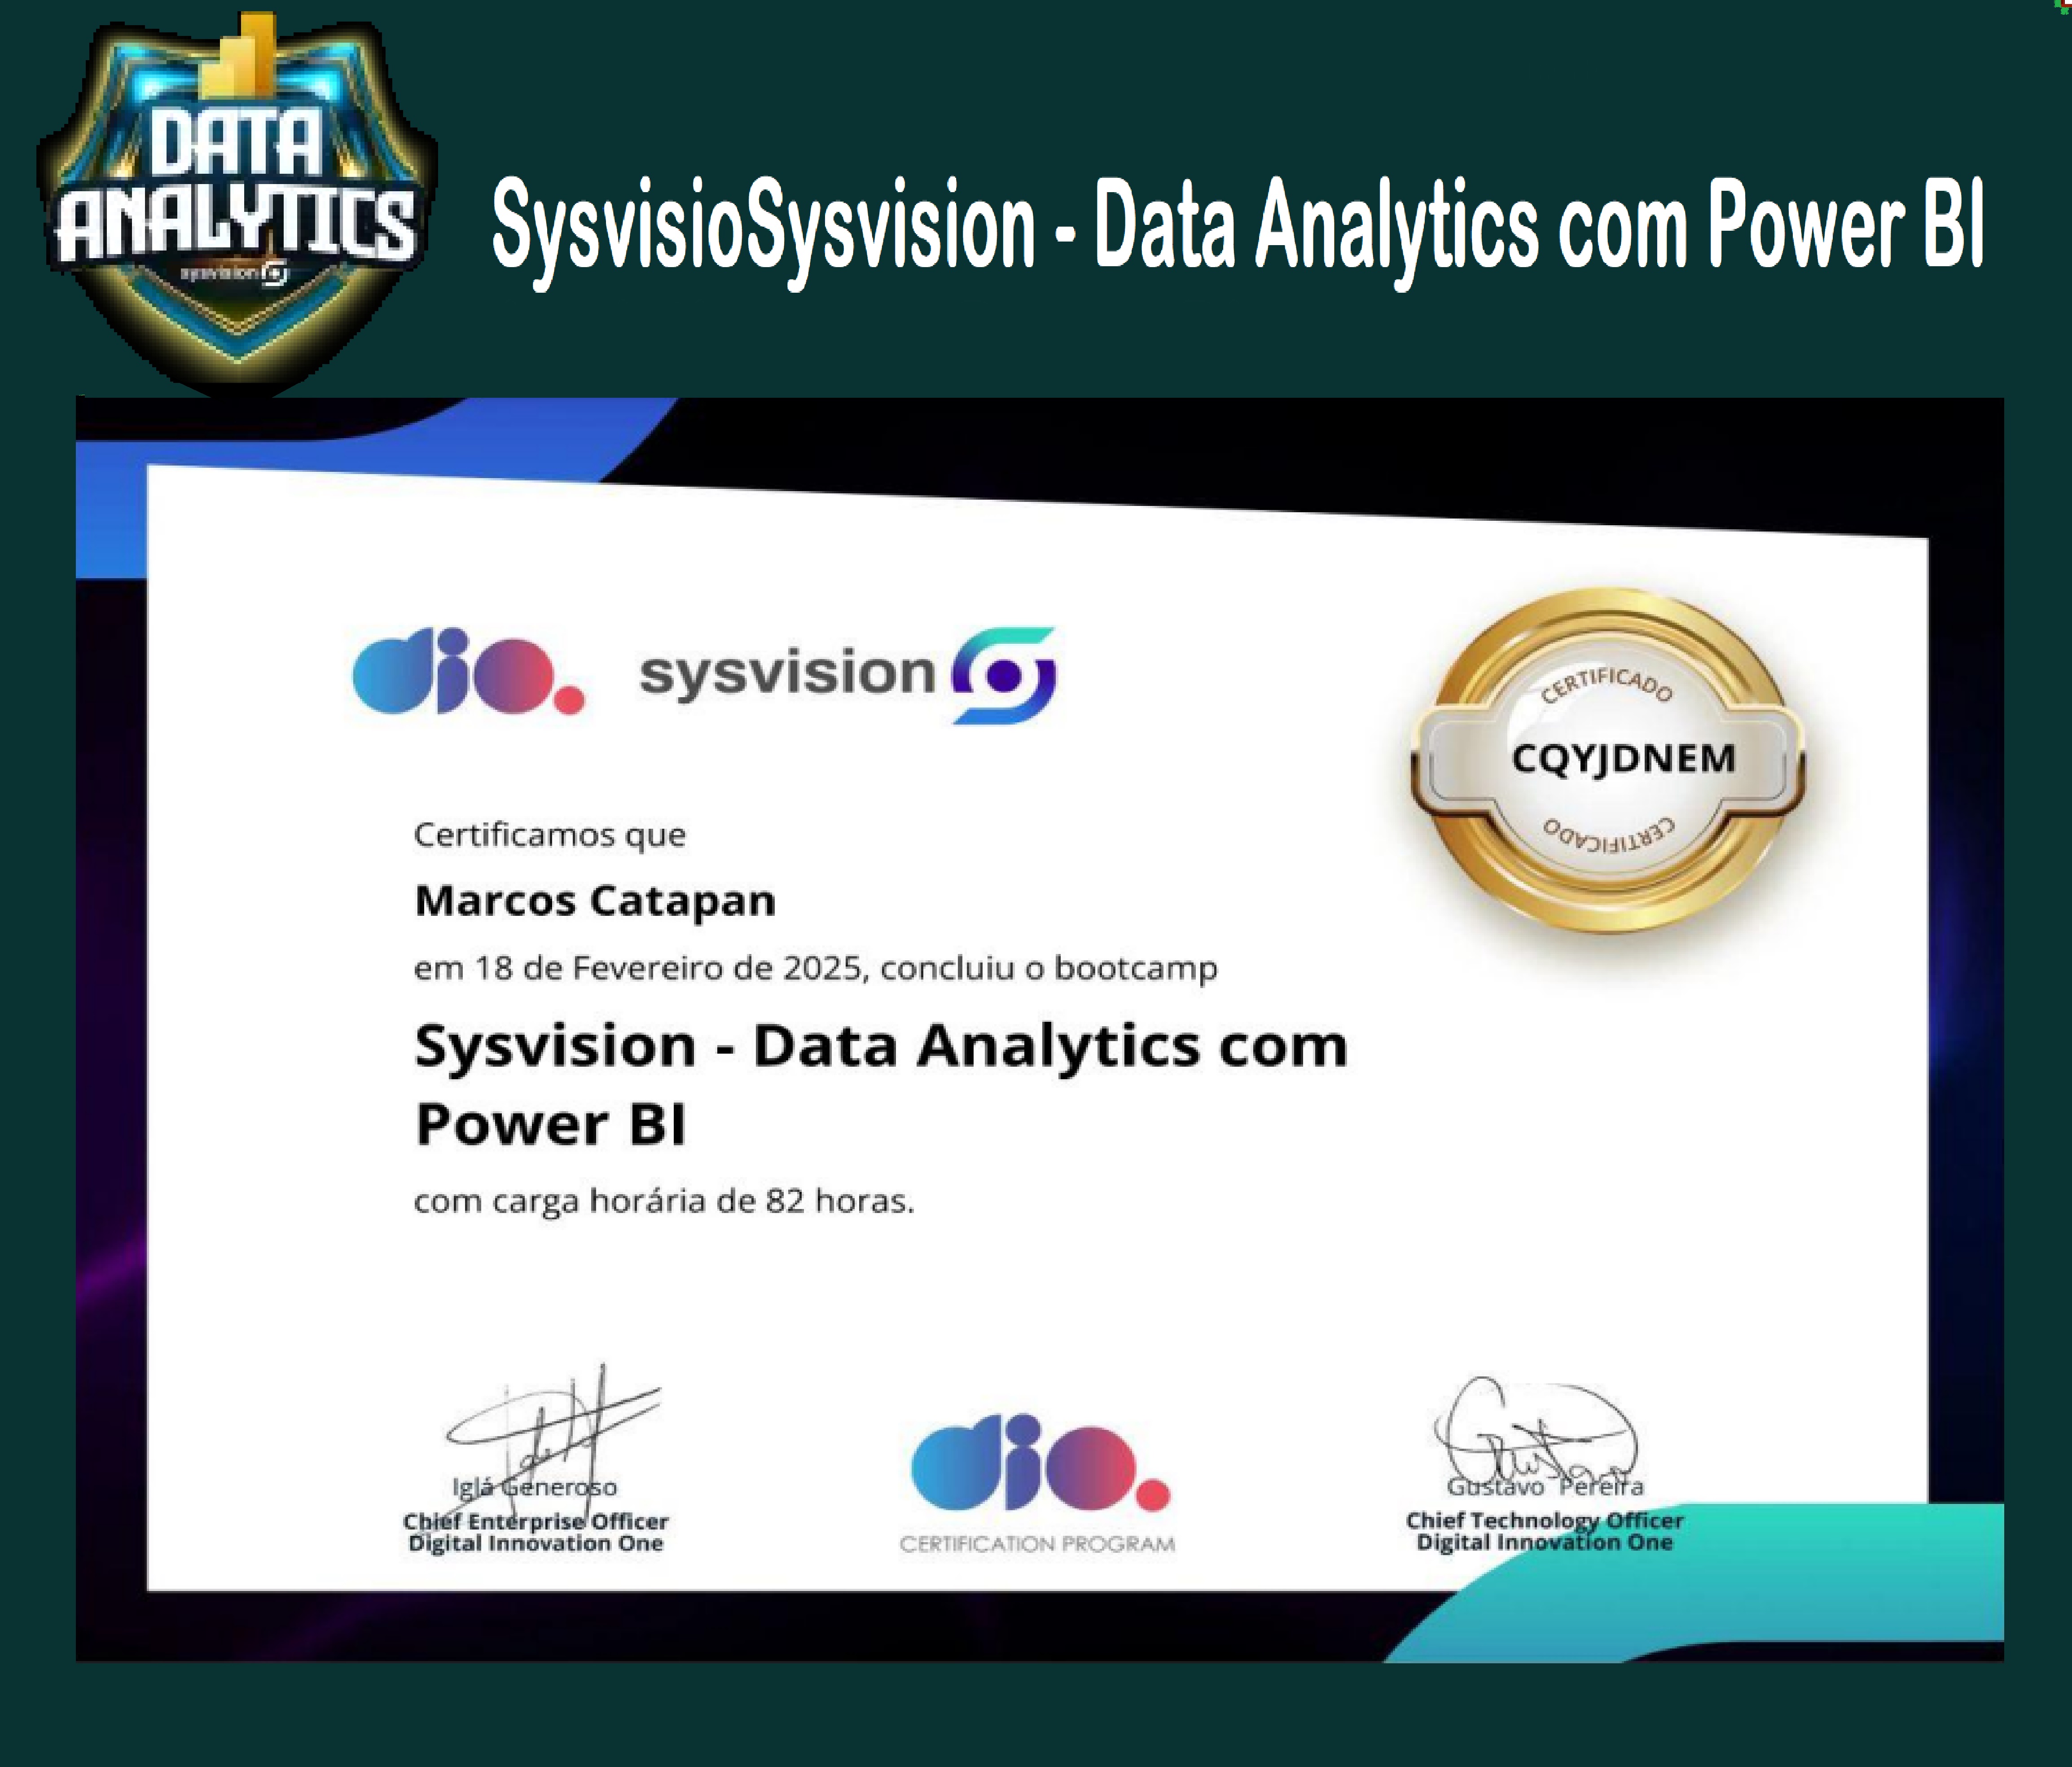 DATA
ANALYTICS
sysvision
SysvisioSysvision - Data Analytics com Power BI
dio.
sysvision
CERTIFICADO
CQYJDNEM
CERTIFICADO
Certificamos que
Marcos Catapan
em 18 de Fevereiro de 2025, concluiu o bootcamp
Sysvision - Data Analytics com
Power BI
com carga horária de 82 horas.
Iglá Generoso
Chief Enterprise Officer
Digital Innovation One
dio.
CERTIFICATION PROGRAM
Gustavo Pereira
Chief Technology Officer
Digital Innovation One